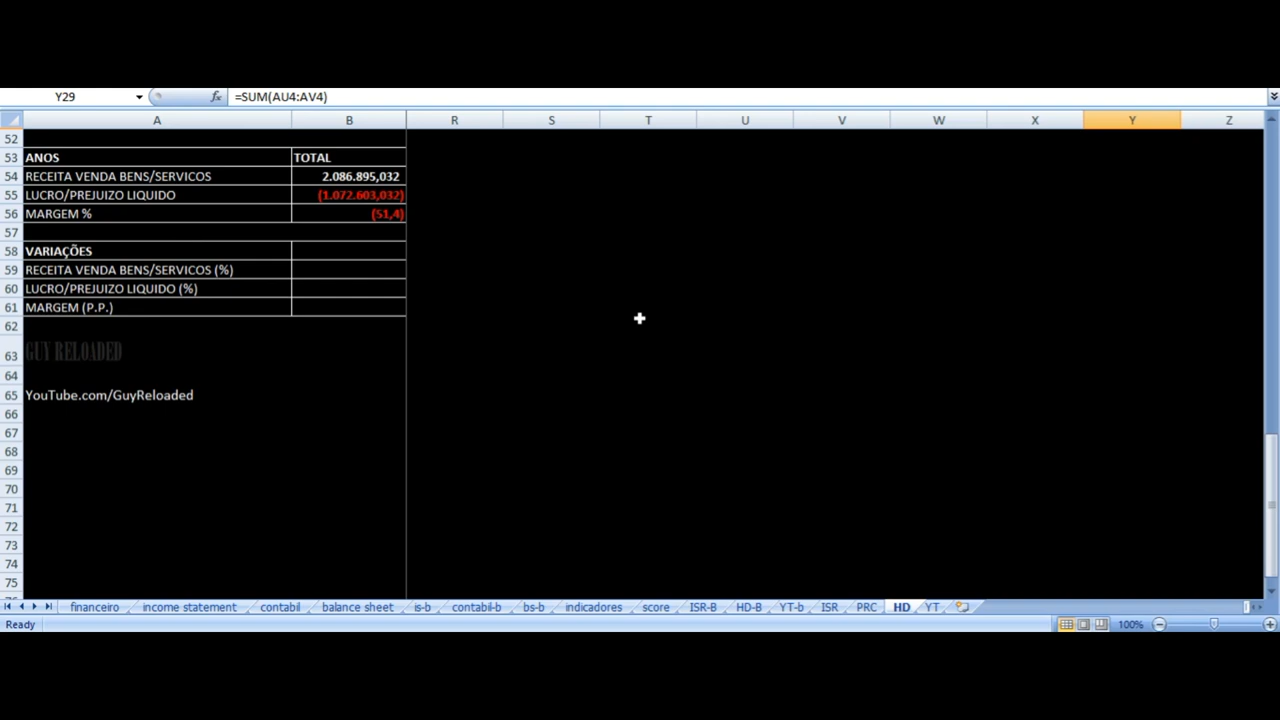 Y29 fx =SUM(AU4:AV4)
A B R S T U V W X Y Z
52
53 ANOS TOTAL
54 RECEITA VENDA BENS/SERVICOS 2.086.895,032
55 LUCRO/PREJUIZO LIQUIDO (1.072.603,032)
56 MARGEM % (51,4)
57
58 VARIAÇÕES
59 RECEITA VENDA BENS/SERVICOS (%)
60 LUCRO/PREJUIZO LIQUIDO (%)
61 MARGEM (P.P.)
62
63 GUY RELOADED
64
65 YouTube.com/GuyReloaded
66
67
68
69
70
71
72
73
74
75
financeiro income statement contabil balance sheet is-b contabil-b bs-b indicadores score ISR-B HD-B YT-b ISR PRC HD YT
Ready 100%